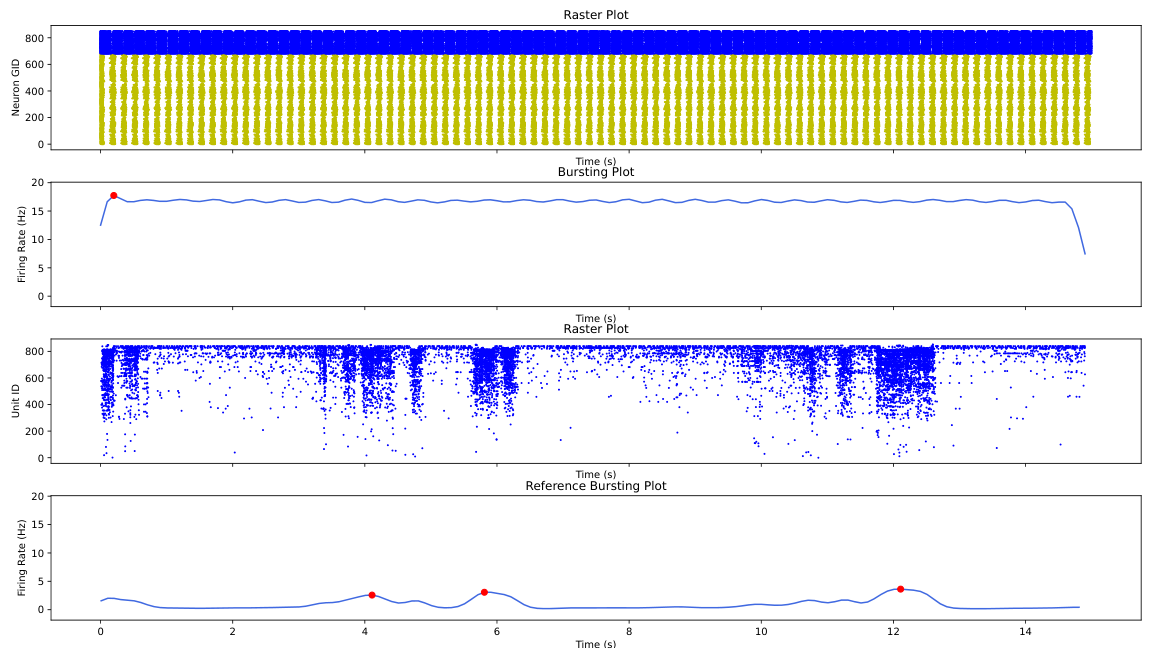 Raster Plot
800
600
400
200
0
Neuron GID
Time (s)
Bursting Plot
20
15
10
5
0
Firing Rate (Hz)
Time (s)
Raster Plot
800
600
400
200
0
Unit ID
Time (s)
Reference Bursting Plot
20
15
10
5
0
Firing Rate (Hz)
0 2 4 6 8 10 12 14
Time (s)